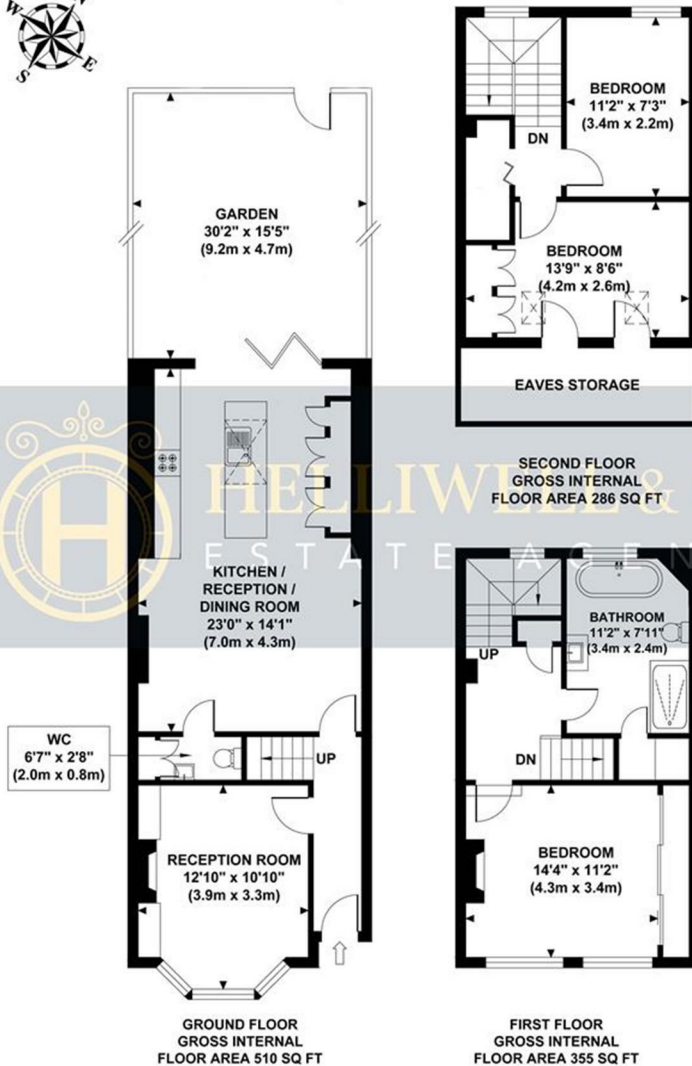 W
S
E
GARDEN
30'2" x 15'5"
(9.2m x 4.7m)
KITCHEN /
RECEPTION /
DINING ROOM
23'0" x 14'1"
(7.0m x 4.3m)
WC
6'7" x 2'8"
(2.0m x 0.8m)
UP
RECEPTION ROOM
12'10" x 10'10"
(3.9m x 3.3m)
GROUND FLOOR
GROSS INTERNAL
FLOOR AREA 510 SQ FT
BEDROOM
11'2" x 7'3"
(3.4m x 2.2m)
DN
BEDROOM
13'9" x 8'6"
(4.2m x 2.6m)
EAVES STORAGE
SECOND FLOOR
GROSS INTERNAL
FLOOR AREA 286 SQ FT
H
HELLIWELL &
ESTATE AGEN
BATHROOM
11'2" x 7'11"
(3.4m x 2.4m)
UP
DN
BEDROOM
14'4" x 11'2"
(4.3m x 3.4m)
FIRST FLOOR
GROSS INTERNAL
FLOOR AREA 355 SQ FT